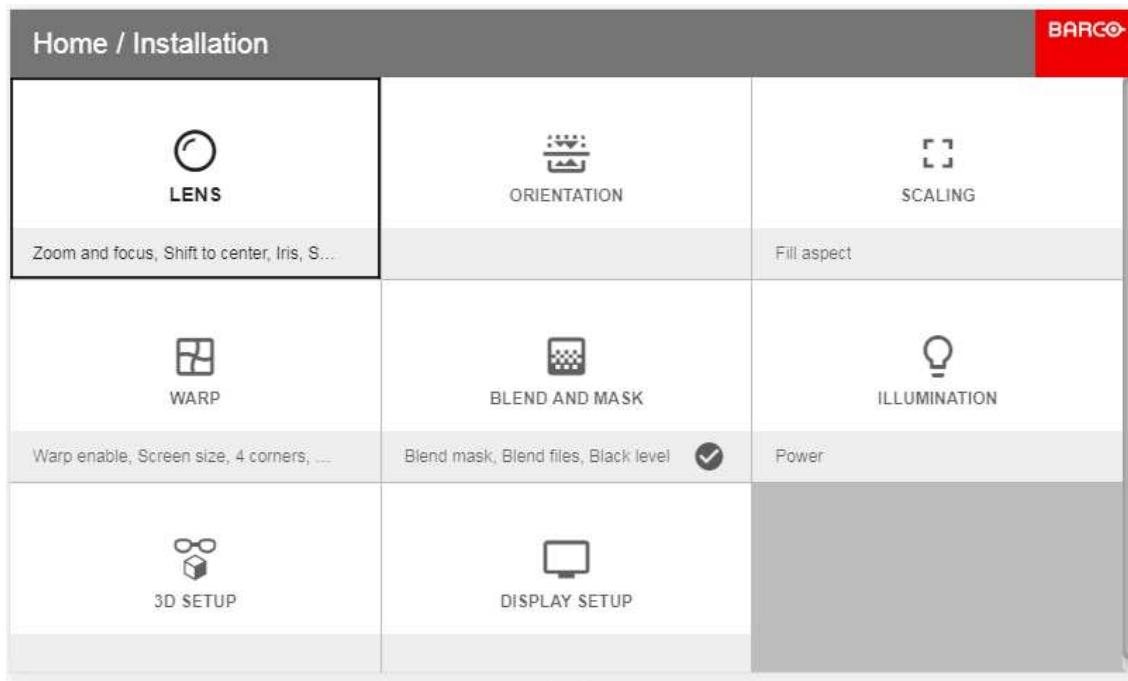 Home / Installation
BARCO
LENS
ORIENTATION
SCALING
Zoom and focus, Shift to center, Iris, S...
Fill aspect
WARP
BLEND AND MASK
ILLUMINATION
Warp enable, Screen size, 4 corners, ...
Blend mask, Blend files, Black level
Power
3D SETUP
DISPLAY SETUP